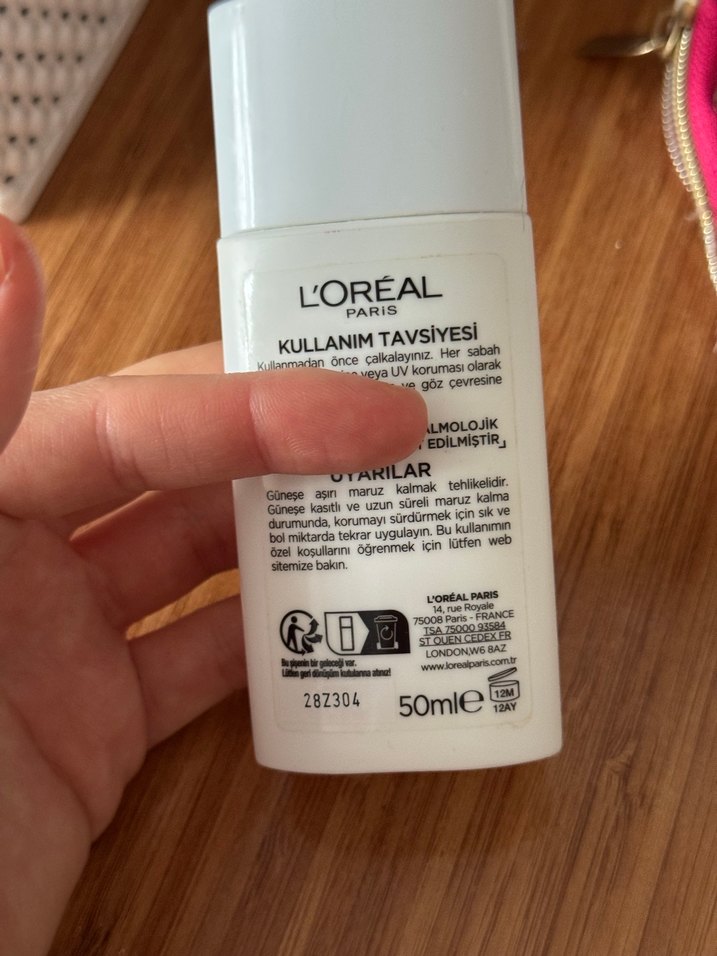 L'ORÉAL
PARIS
KULLANIM TAVSİYESİ
Kullanmadan önce çalkalayınız. Her sabah
veya UV koruması olarak
ve göz çevresine
EDİLMİŞTİR
UYARILAR
Güneşe aşırı maruz kalmak tehlikelidir.
Güneşe kasıtlı ve uzun süreli maruz kalma
durumunda, korumayı sürdürmek için sık ve
bol miktarda tekrar uygulayın. Bu kullanımın
özel koşullarını öğrenmek için lütfen web
sitemize bakın.
L'ORÉAL PARIS
14, rue Royale
75008 Paris - FRANCE
TSA 75000 93584
ST OUEN CEDEX FR
LONDON,W6 8AZ
www.lorealparis.com.tr
Bu şişenin bir geleceği var.
Lütfen geri dönüşüm kutularına atınız!
28Z304
50ml e
12M
12AY